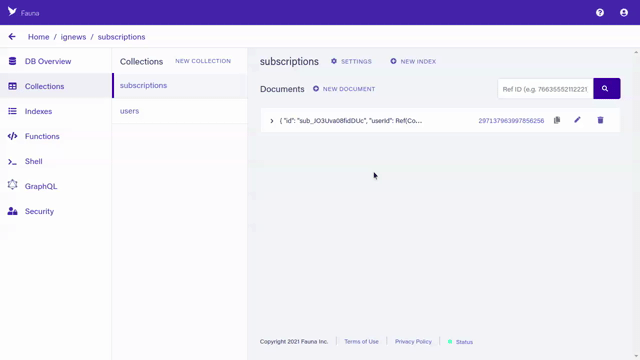 Fauna
Home / ignews / subscriptions
DB Overview
Collections
Indexes
Functions
Shell
GraphQL
Security
Collections NEW COLLECTION
subscriptions
users
subscriptions SETTINGS NEW INDEX
Documents NEW DOCUMENT Ref ID (e.g. 76635552112221
{ "id": "sub_JO3Uva08fidDUc", "userId": Ref(Co... 297137963997856256
Copyright 2021 Fauna Inc. Terms of Use Privacy Policy Status